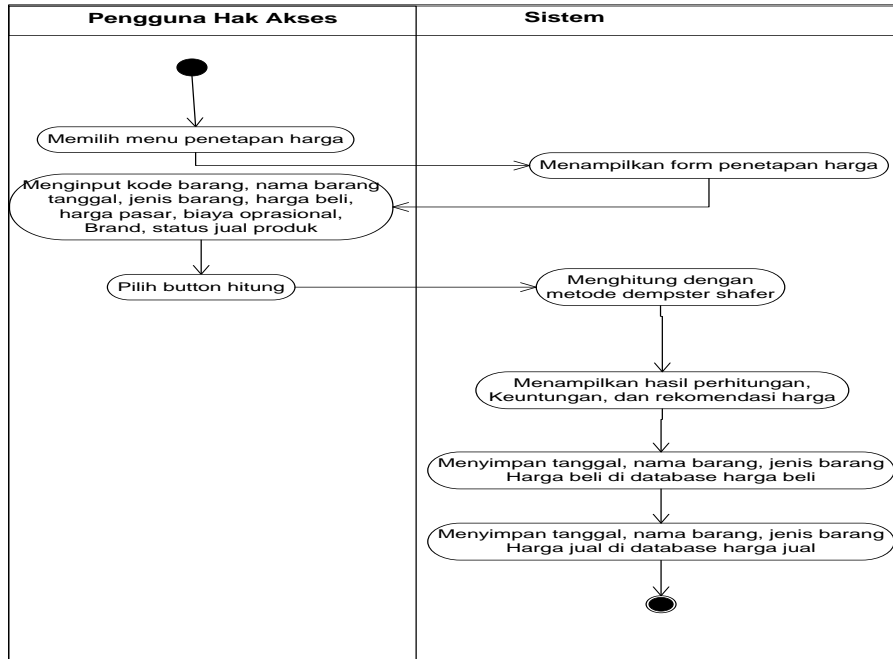 Pengguna Hak Akses
Sistem
Memilih menu penetapan harga
Menampilkan form penetapan harga
Menginput kode barang, nama barang
tanggal, jenis barang, harga beli,
harga pasar, biaya oprasional,
Brand, status jual produk
Pilih button hitung
Menghitung dengan
metode dempster shafer
Menampilkan hasil perhitungan,
Keuntungan, dan rekomendasi harga
Menyimpan tanggal, nama barang, jenis barang
Harga beli di database harga beli
Menyimpan tanggal, nama barang, jenis barang
Harga jual di database harga jual